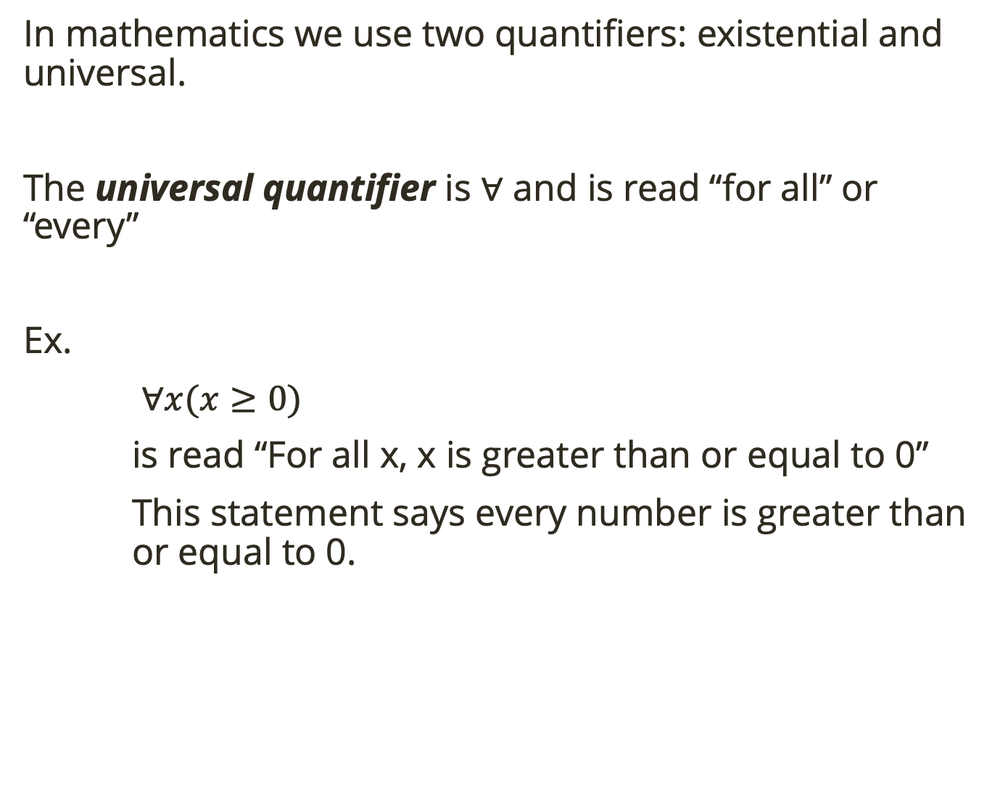 In mathematics we use two quantifiers: existential and
universal.
The universal quantifier is ∀ and is read “for all” or
“every”
Ex.
∀x(x ≥ 0)
is read “For all x, x is greater than or equal to 0”
This statement says every number is greater than
or equal to 0.